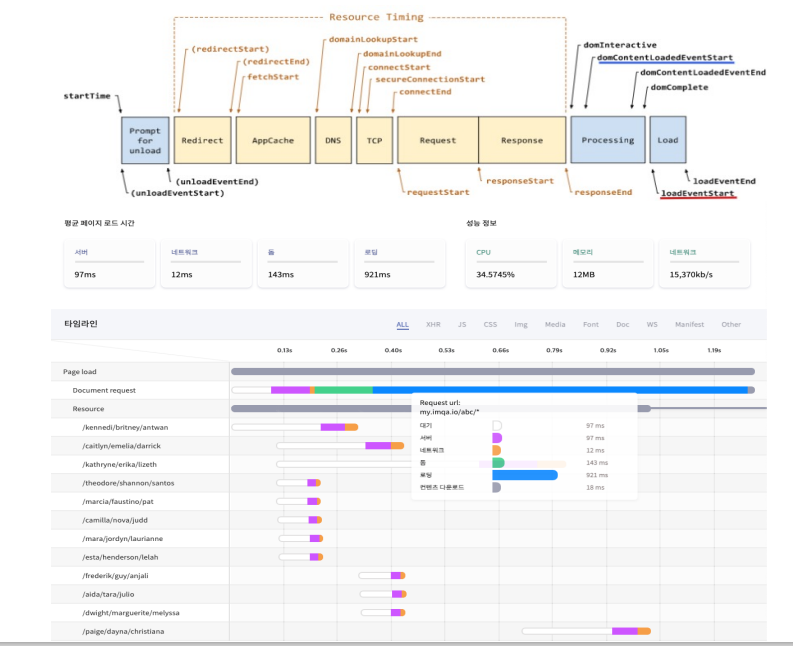 Resource Timing
(redirectStart)
(redirectEnd)
fetchStart
domainLookupStart
domainLookupEnd
connectStart
secureConnectionStart
connectEnd
domInteractive
domContentLoadedEventStart
domContentLoadedEventEnd
domComplete
startTime
Prompt for unload
Redirect
AppCache
DNS
TCP
Request
Response
Processing
Load
(unloadEventEnd)
(unloadEventStart)
requestStart
responseStart
responseEnd
loadEventEnd
loadEventStart
평균 페이지 로드 시간
성능 정보
서버 네트워크 돔 로딩 CPU 메모리 네트워크
97ms 12ms 143ms 921ms 34.5745% 12MB 15,370kb/s
타임라인 ALL XHR JS CSS Img Media Font Doc WS Manifest Other
0.13s 0.26s 0.40s 0.53s 0.66s 0.79s 0.92s 1.05s 1.19s
Page load
Document request
Resource
/kennedi/britney/antwan
/caitlyn/emelia/darrick
/kathryne/erika/lizeth
/theodore/shannon/santos
/marcia/faustino/pat
/camilla/nova/judd
/mara/jordyn/laurianne
/esta/henderson/lelah
/frederik/guy/anjali
/aida/tara/julio
/dwight/marguerite/melyssa
/paige/dayna/christiana
Request url:
my.imqa.io/abc/*
대기 97 ms
서버 97 ms
네트워크 12 ms
돔 143 ms
로딩 921 ms
컨텐츠 다운로드 18 ms